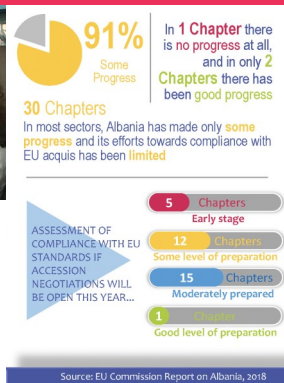 91%
Some
Progress
In 1 Chapter there
is no progress at all,
and in only 2
Chapters there has
been good progress
30 Chapters
In most sectors, Albania has made only some
progress and its efforts towards compliance with
EU acquis has been limited
ASSESSMENT OF
COMPLIANCE WITH EU
STANDARDS IF
ACCESSION
NEGOTIATIONS WILL
BE OPEN THIS YEAR...
5 Chapters
Early stage
12 Chapters
Some level of preparation
15 Chapters
Moderately prepared
1 Chapter
Good level of preparation
Source: EU Commission Report on Albania, 2018